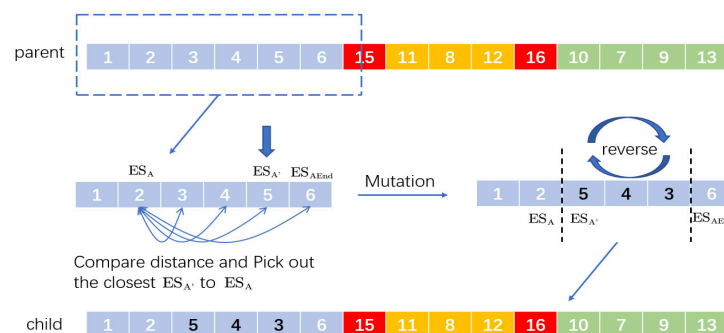 parent 1 2 3 4 5 6 15 11 8 12 16 10 7 9 13
ES_A ES_A' ES_AEnd
1 2 3 4 5 6
Mutation
reverse
1 2 5 4 3 6
ES_A ES_A' ES_AE
Compare distance and Pick out
the closest ES_A' to ES_A
child 1 2 5 4 3 6 15 11 8 12 16 10 7 9 13